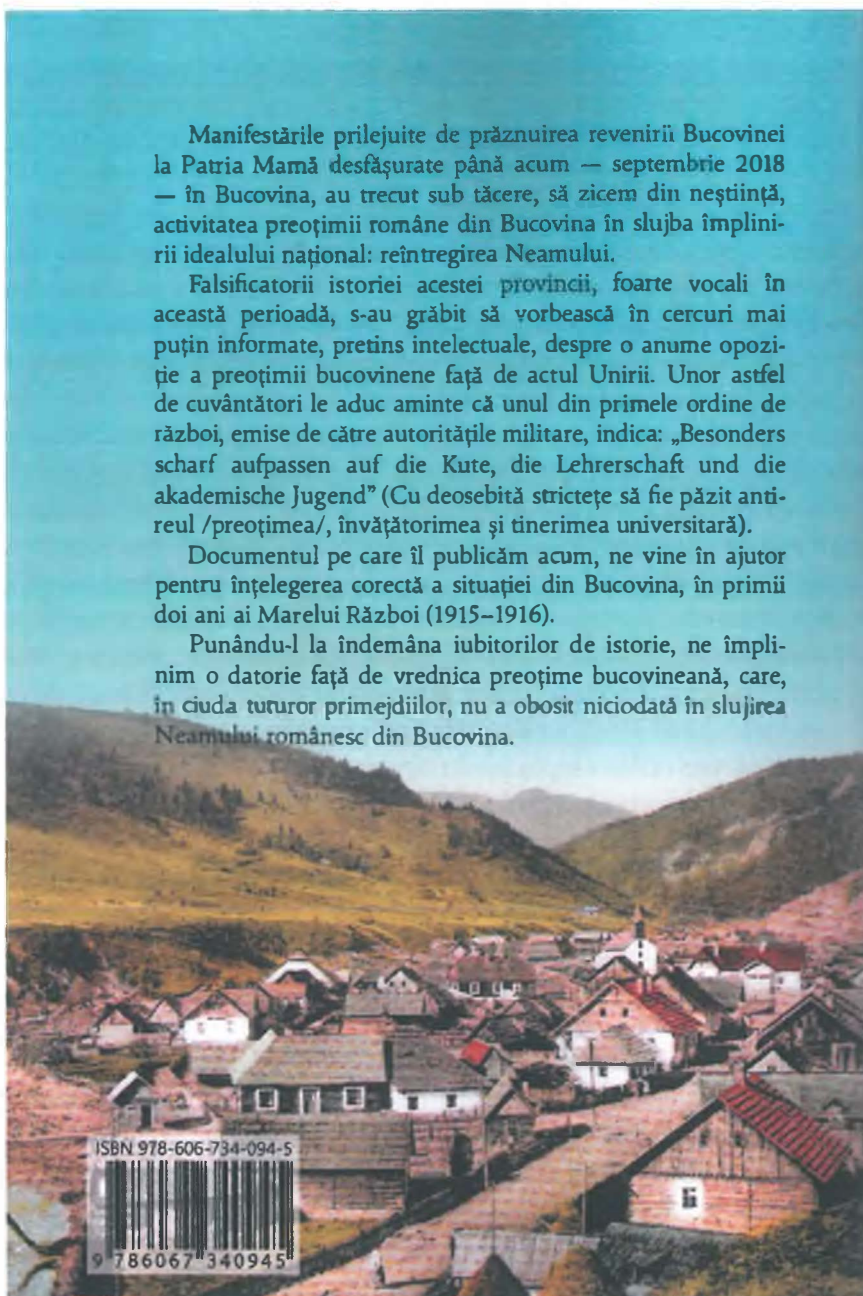 Manifestările prilejuite de prăznuirea revenirii Bucovinei
la Patria Mamă desfășurate până acum — septembrie 2018
— în Bucovina, au trecut sub tăcere, să zicem din neștiință,
activitatea preoțimii române din Bucovina în slujba împlini-
rii idealului național: reîntregirea Neamului.
Falsificatorii istoriei acestei provincii, foarte vocali în
această perioadă, s-au grăbit să vorbească în cercuri mai
puțin informate, pretins intelectuale, despre o anume opozi-
ție a preoțimii bucovinene față de actul Unirii. Unor astfel
de cuvântători le aduc aminte că unul din primele ordine de
război, emise de către autoritățile militare, indica: „Besonders
scharf aufpassen auf die Kute, die Lehrerschaft und die
akademische Jugend” (Cu deosebită strictețe să fie păzit anti-
reul /preoțimea/, învățătorimea și tinerimea universitară).
Documentul pe care îl publicăm acum, ne vine în ajutor
pentru înțelegerea corectă a situației din Bucovina, în primii
doi ani ai Marelui Război (1915–1916).
Punându-l la îndemâna iubitorilor de istorie, ne împli-
nim o datorie față de vrednica preoțime bucovineană, care,
în ciuda tuturor primejdiilor, nu a obosit niciodată în slujirea
Neamului românesc din Bucovina.
ISBN 978-606-734-094-5
9 786067 340945